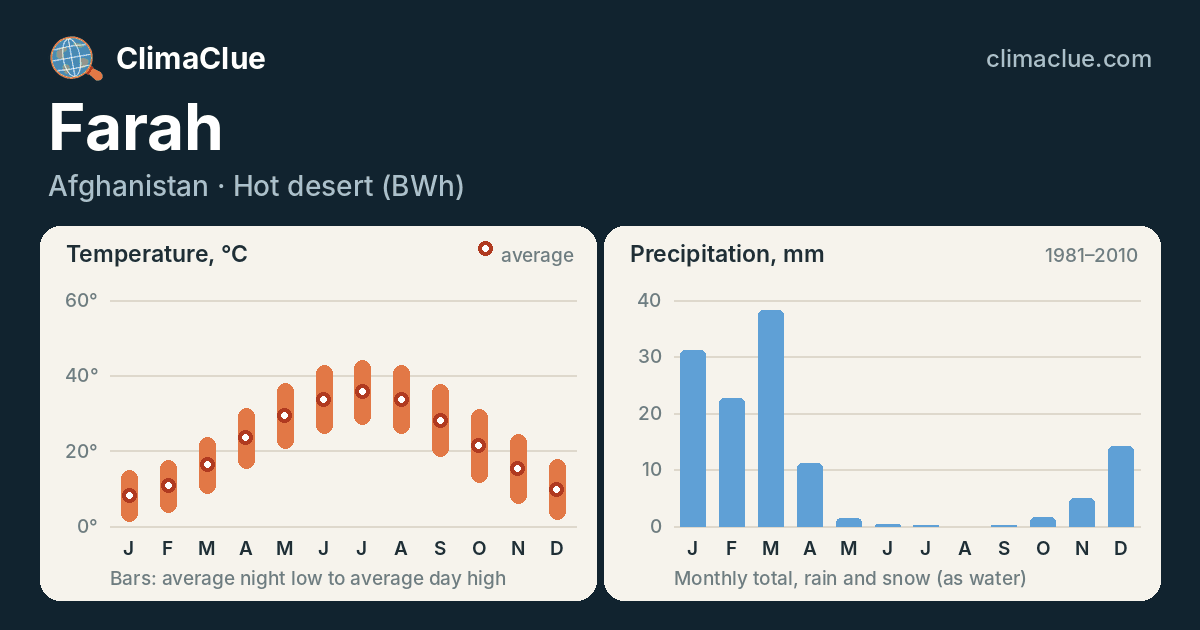 ClimaClue
climaclue.com
Farah
Afghanistan · Hot desert (BWh)
Temperature, °C
average
60°
40°
20°
0°
J F M A M J J A S O N D
Bars: average night low to average day high
Precipitation, mm
1981–2010
40
30
20
10
0
J F M A M J J A S O N D
Monthly total, rain and snow (as water)